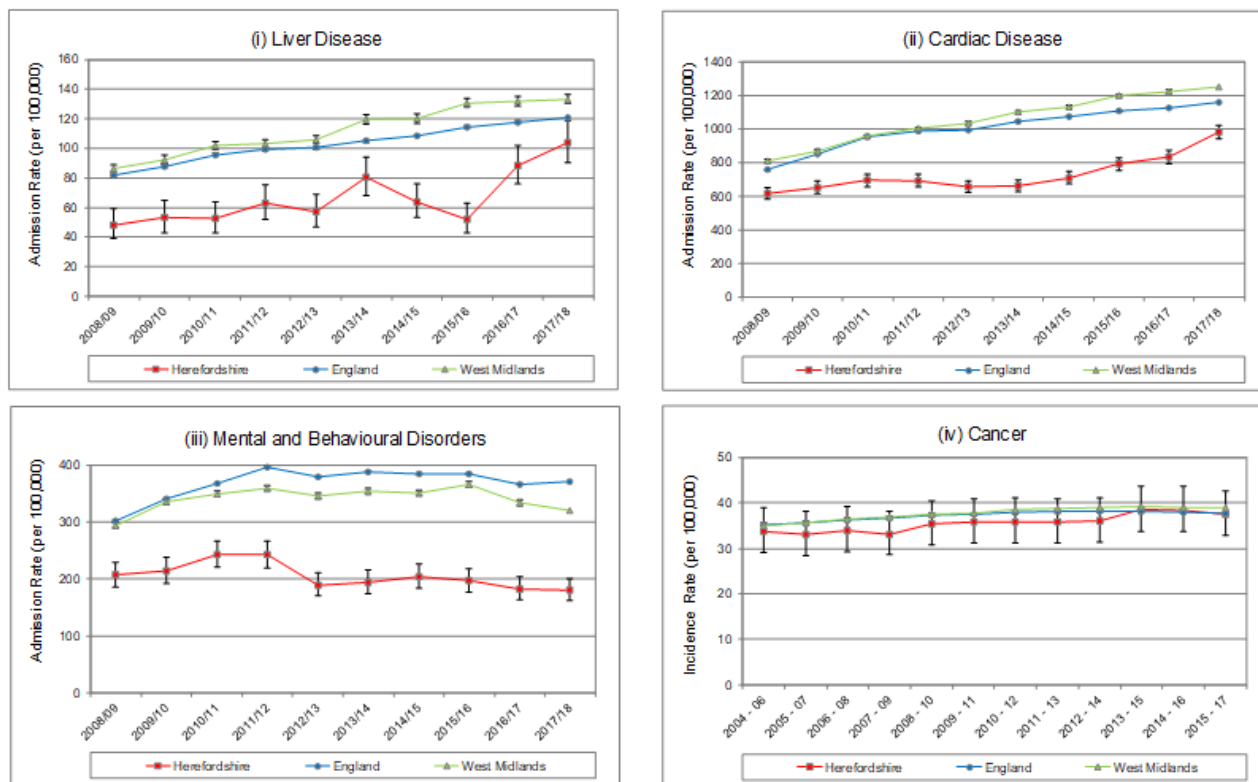 (i) Liver Disease
Admission Rate (per 100,000)
160
140
120
100
80
60
40
20
0
2008/09
2009/10
2010/11
2011/12
2012/13
2013/14
2014/15
2015/16
2016/17
2017/18
Herefordshire England West Midlands
(ii) Cardiac Disease
Admission Rate (per 100,000)
1400
1200
1000
800
600
400
200
0
2008/09
2009/10
2010/11
2011/12
2012/13
2013/14
2014/15
2015/16
2016/17
2017/18
Herefordshire England West Midlands
(iii) Mental and Behavioural Disorders
Admission Rate (per 100,000)
400
300
200
100
0
2008/09
2009/10
2010/11
2011/12
2012/13
2013/14
2014/15
2015/16
2016/17
2017/18
Herefordshire England West Midlands
(iv) Cancer
Incidence Rate (per 100,000)
50
40
30
20
10
0
2004 - 06
2005 - 07
2006 - 08
2007 - 09
2008 - 10
2009 - 11
2010 - 12
2011 - 13
2012 - 14
2013 - 15
2014 - 16
2015 - 17
Herefordshire England West Midlands